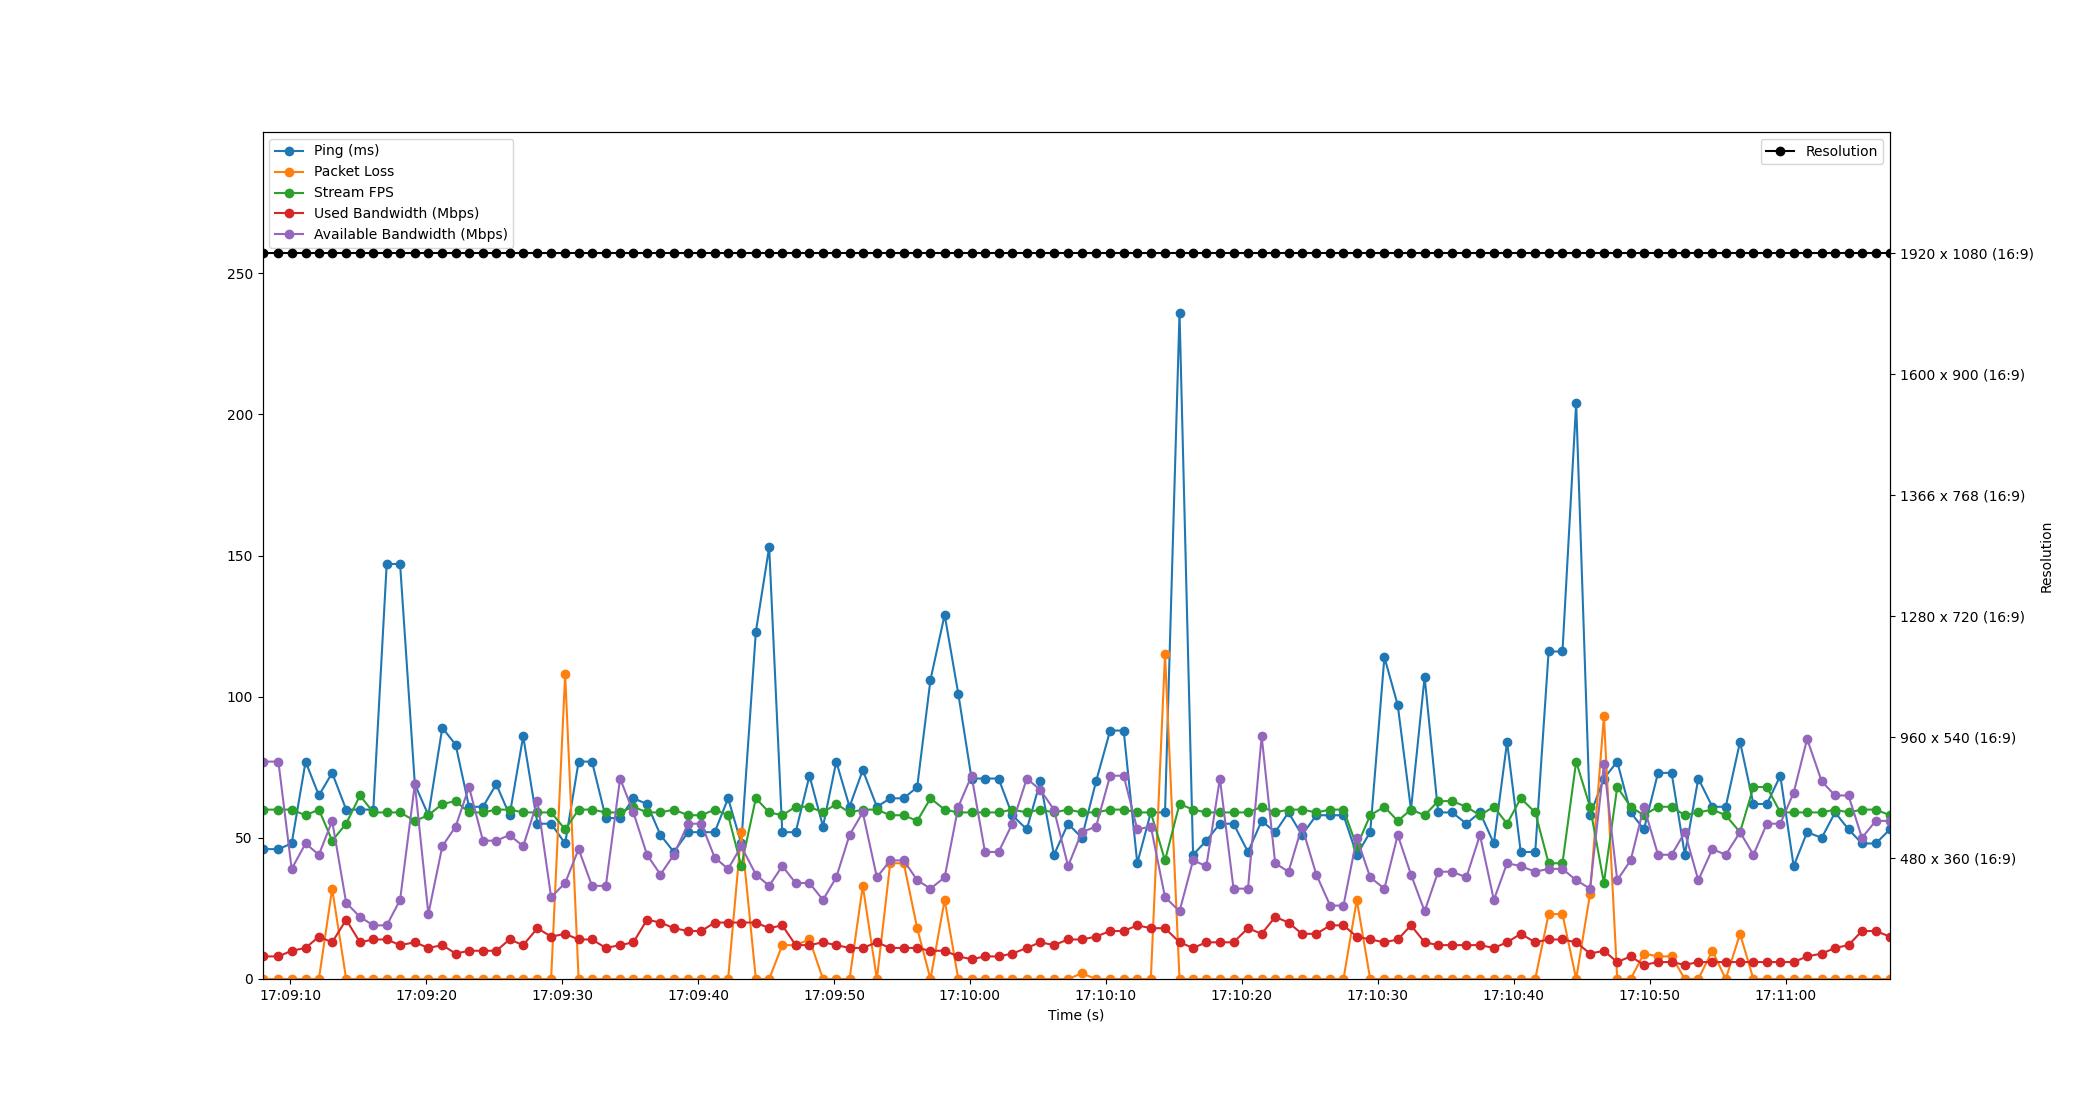 Ping (ms)
Packet Loss
Stream FPS
Used Bandwidth (Mbps)
Available Bandwidth (Mbps)
Resolution
250
200
150
100
50
0
1920 x 1080 (16:9)
1600 x 900 (16:9)
1366 x 768 (16:9)
1280 x 720 (16:9)
960 x 540 (16:9)
480 x 360 (16:9)
Resolution
17:09:10 17:09:20 17:09:30 17:09:40 17:09:50 17:10:00 17:10:10 17:10:20 17:10:30 17:10:40 17:10:50 17:11:00
Time (s)